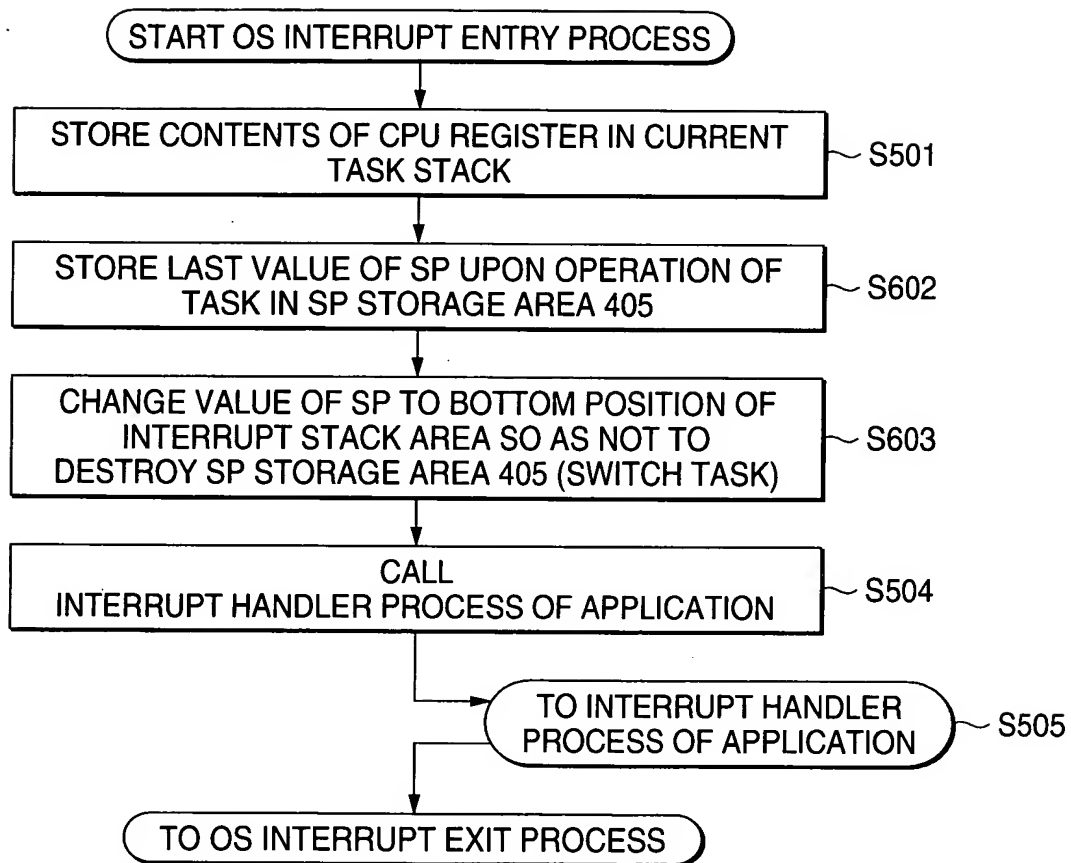 START OS INTERRUPT ENTRY PROCESS
STORE CONTENTS OF CPU REGISTER IN CURRENT
TASK STACK
S501
STORE LAST VALUE OF SP UPON OPERATION OF
TASK IN SP STORAGE AREA 405
S602
CHANGE VALUE OF SP TO BOTTOM POSITION OF
INTERRUPT STACK AREA SO AS NOT TO
DESTROY SP STORAGE AREA 405 (SWITCH TASK)
S603
CALL
INTERRUPT HANDLER PROCESS OF APPLICATION
S504
TO INTERRUPT HANDLER
PROCESS OF APPLICATION
S505
TO OS INTERRUPT EXIT PROCESS